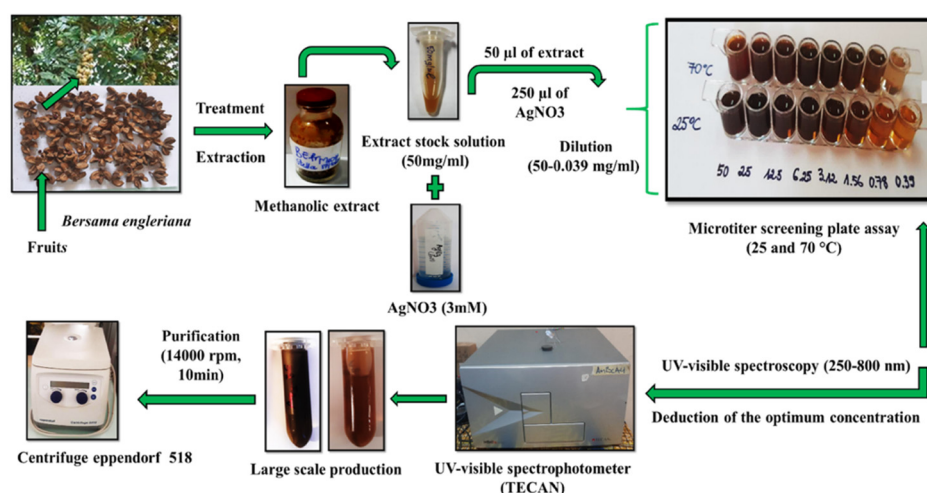 Treatment
Extraction
Bersama engleriana
Fruits
Methanolic extract
Extract stock solution
(50mg/ml)
50 µl of extract
250 µl of
AgNO3
Dilution
(50-0.039 mg/ml)
70°C
25°C
50 25 12.5 6.25 3.12 1.56 0.78 0.39
Microtiter screening plate assay
(25 and 70 °C)
AgNO3 (3mM)
UV-visible spectroscopy (250-800 nm)
Deduction of the optimum concentration
UV-visible spectrophotometer
(TECAN)
Large scale production
Purification
(14000 rpm,
10min)
Centrifuge eppendorf 518